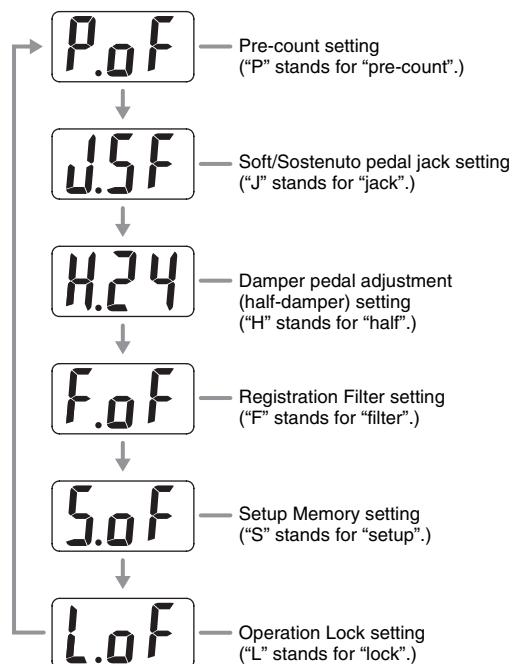 P.oF
Pre-count setting
(“P” stands for “pre-count”.)
J.SF
Soft/Sostenuto pedal jack setting
(“J” stands for “jack”.)
H.24
Damper pedal adjustment
(half-damper) setting
(“H” stands for “half”.)
F.oF
Registration Filter setting
(“F” stands for “filter”.)
S.oF
Setup Memory setting
(“S” stands for “setup”.)
L.oF
Operation Lock setting
(“L” stands for “lock”.)